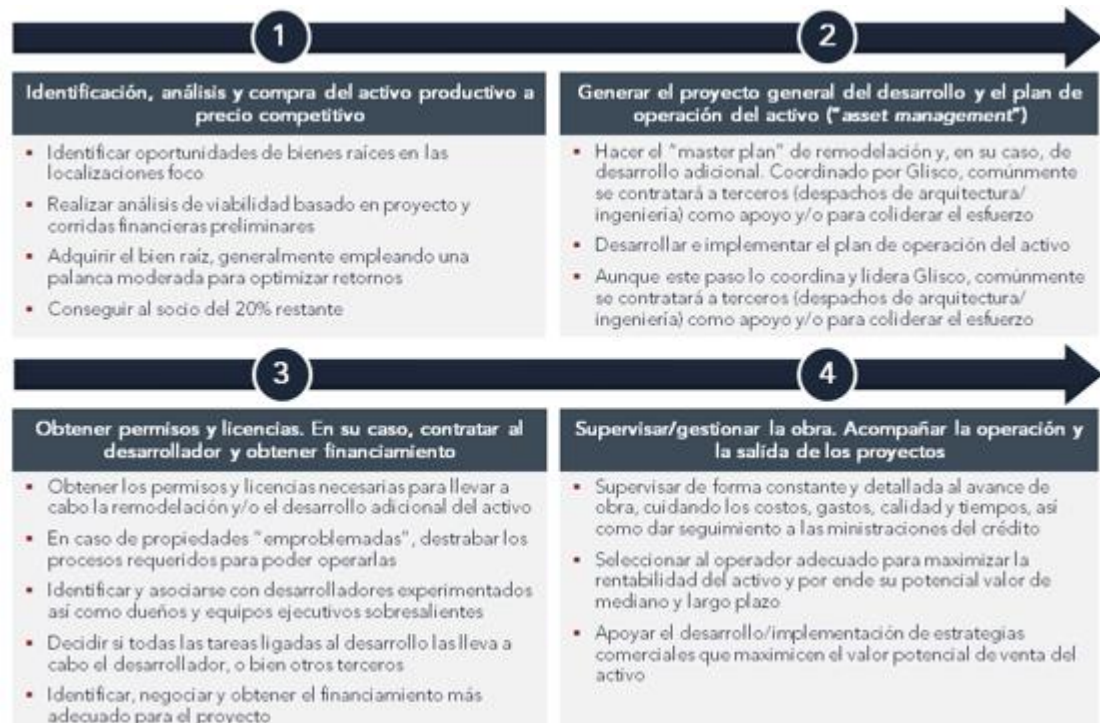 1
2
Identificación, análisis y compra del activo productivo a
precio competitivo
▪ Identificar oportunidades de bienes raíces en las
localizaciones foco
▪ Realizar análisis de viabilidad basado en proyecto y
corridas financieras preliminares
▪ Adquirir el bien raíz, generalmente empleando una
palanca moderada para optimizar retornos
▪ Conseguir al socio del 20% restante
Generar el proyecto general del desarrollo y el plan de
operación del activo ("asset management")
▪ Hacer el "master plan" de remodelación y, en su caso, de
desarrollo adicional. Coordinado por Glisco, comúnmente
se contratará a terceros (despachos de arquitectura/
ingeniería) como apoyo y/o para coliderar el esfuerzo
▪ Desarrollar e implementar el plan de operación del activo
▪ Aunque este paso lo coordina y lidera Glisco, comúnmente
se contratará a terceros (despachos de arquitectura/
ingeniería) como apoyo y/o para coliderar el esfuerzo
3
4
Obtener permisos y licencias. En su caso, contratar al
desarrollador y obtener financiamiento
▪ Obtener los permisos y licencias necesarias para llevar a
cabo la remodelación y/o el desarrollo adicional del activo
▪ En caso de propiedades "emproblemadas", destrabar los
procesos requeridos para poder operarlas
▪ Identificar y asociarse con desarrolladores experimentados
así como dueños y equipos ejecutivos sobresalientes
▪ Decidir si todas las tareas ligadas al desarrollo las lleva a
cabo el desarrollador, o bien otros terceros
▪ Identificar, negociar y obtener el financiamiento más
adecuado para el proyecto
Supervisar/gestionar la obra. Acompañar la operación y
la salida de los proyectos
▪ Supervisar de forma constante y detallada al avance de
obra, cuidando los costos, gastos, calidad y tiempos, así
como dar seguimiento a las ministraciones del crédito
▪ Seleccionar al operador adecuado para maximizar la
rentabilidad del activo y por ende su potencial valor de
mediano y largo plazo
▪ Apoyar el desarrollo/implementación de estrategias
comerciales que maximicen el valor potencial de venta del
activo